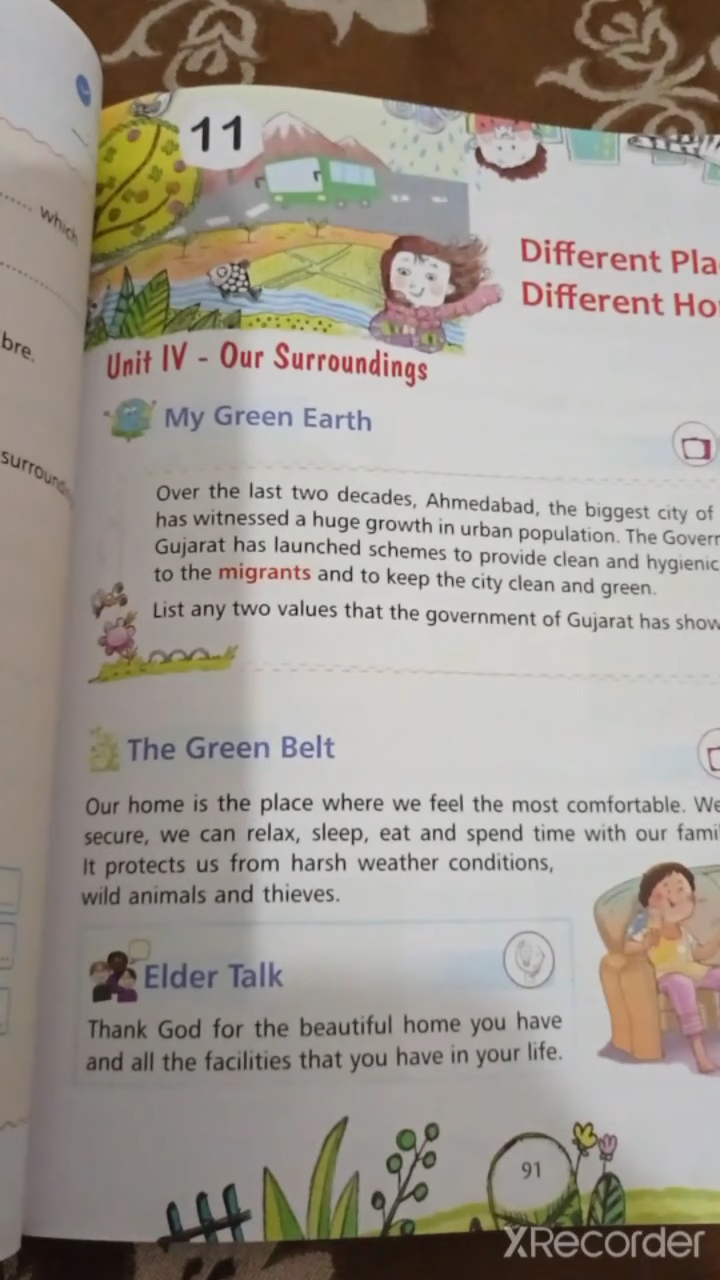 11
which
bre.
Different
Different
Unit IV - Our Surroundings
My Green Earth
Over the last two decades, Ahmedabad, the biggest city of
has witnessed a huge growth in urban population. The
Gujarat has launched schemes to provide clean and hygienic
to the migrants and to keep the city clean and green.
List any two values that the government of Gujarat has
The Green Belt
Our home is the place where we feel the most comfortable. We
secure, we can relax, sleep, eat and spend time with our
It protects us from harsh weather conditions,
wild animals and thieves.
Elder Talk
Thank God for the beautiful home you have
and all the facilities that you have in your life.
91
XRecorder